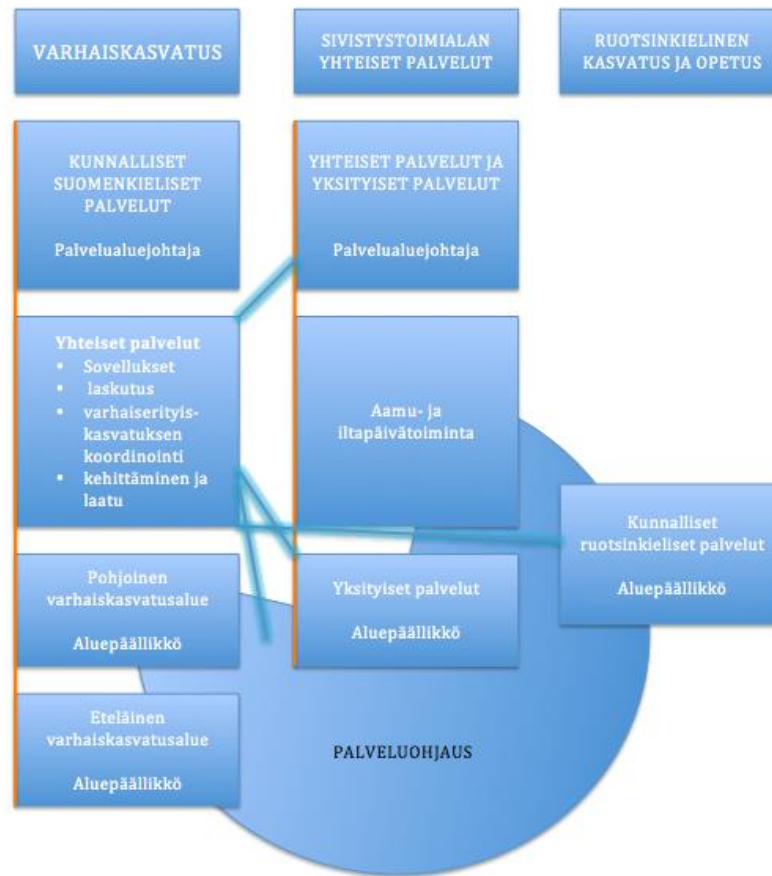 VARHAISKASVATUS
SIVISTYSTOIMIALAN
YHTEISET PALVELUT
RUOTSINKIELINEN
KASVATUS JA OPETUS
KUNNALLISET
SUOMENKIELISET
PALVELUT
Palvelualuejohtaja
YHTEISET PALVELUT JA
YKSITYISET PALVELUT
Palvelualuejohtaja
Yhteiset palvelut
• Sovellukset
• laskutus
• varhaiserityis-
kasvatuksen
koordinointi
• kehittäminen ja
laatu
Aamu- ja
iltapäivätoiminta
Kunnalliset
ruotsinkieliset palvelut
Aluepäällikkö
Pohjoinen
varhaiskasvatusalue
Aluepäällikkö
Yksityiset palvelut
Aluepäällikkö
Eteläinen
varhaiskasvatusalue
Aluepäällikkö
PALVELUOHJAUS